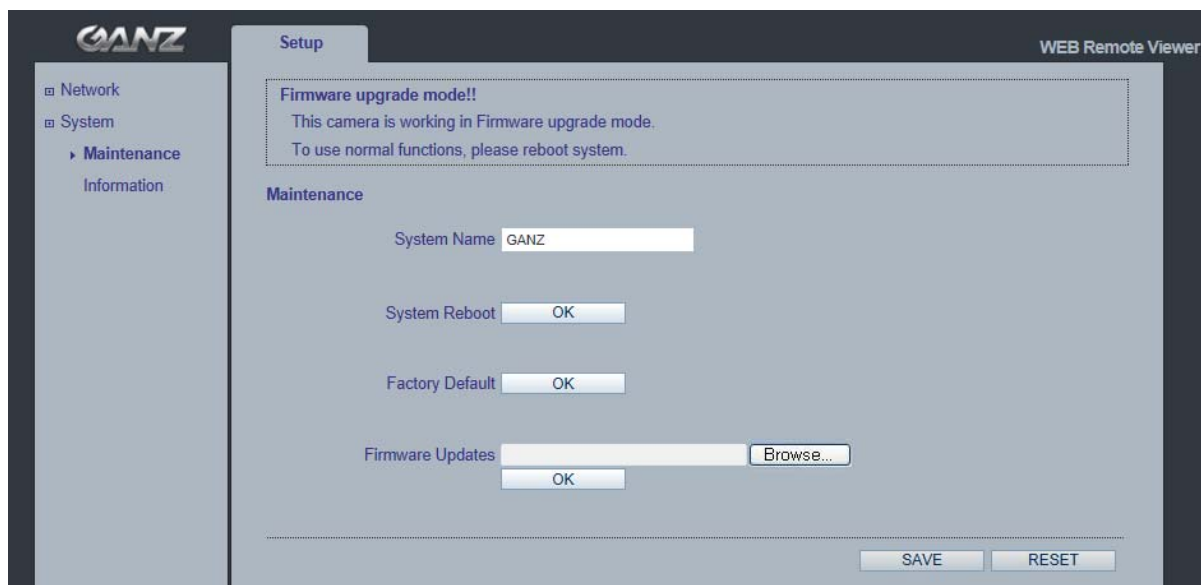 GANZ
Setup
WEB Remote Viewer
Network
System
Maintenance
Information
Firmware upgrade mode!!
This camera is working in Firmware upgrade mode.
To use normal functions, please reboot system.
Maintenance
System Name GANZ
System Reboot OK
Factory Default OK
Firmware Updates Browse...
OK
SAVE RESET